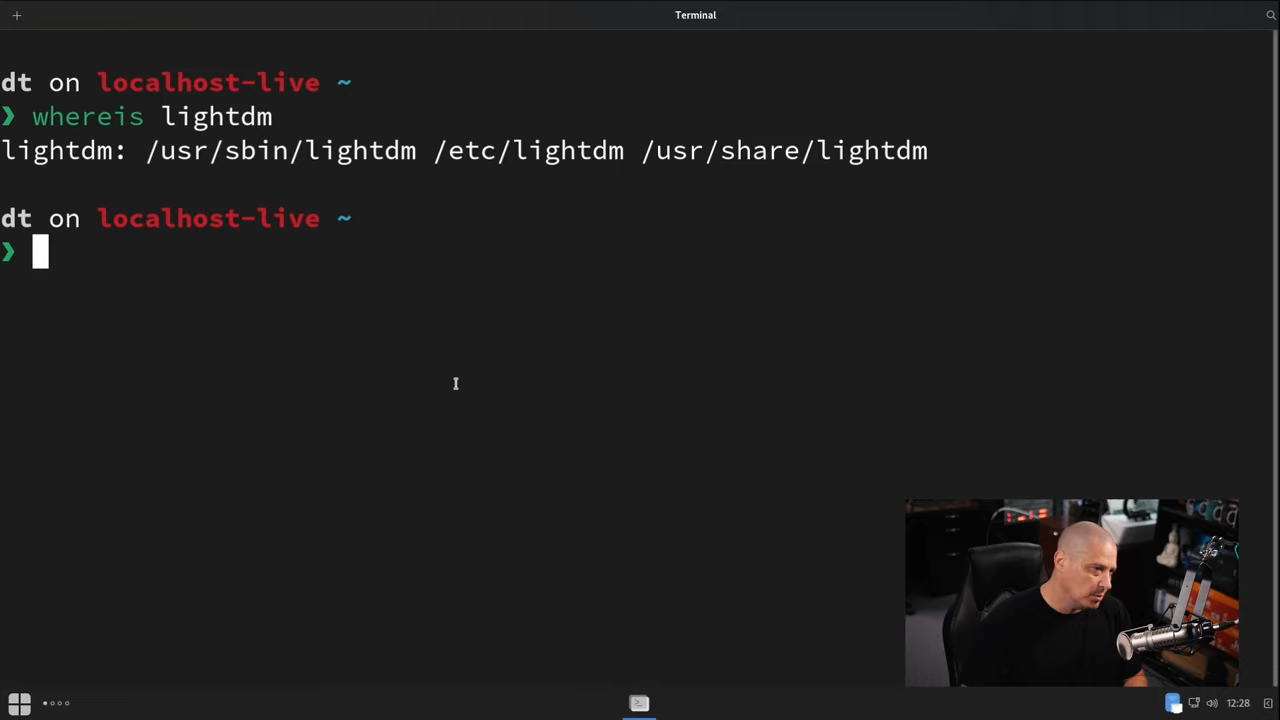 Terminal
dt on localhost-live ~
❯ whereis lightdm
lightdm: /usr/sbin/lightdm /etc/lightdm /usr/share/lightdm
dt on localhost-live ~
❯
12:28